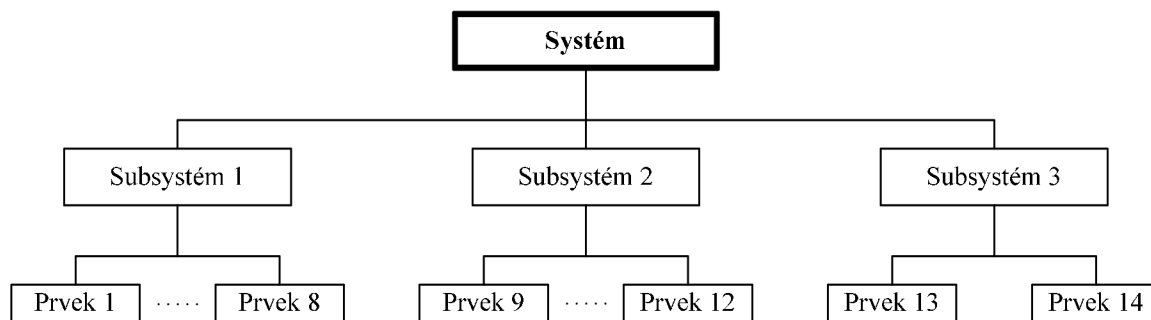 Systém
Subsystém 1
Subsystém 2
Subsystém 3
Prvek 1 ..... Prvek 8
Prvek 9 ..... Prvek 12
Prvek 13
Prvek 14